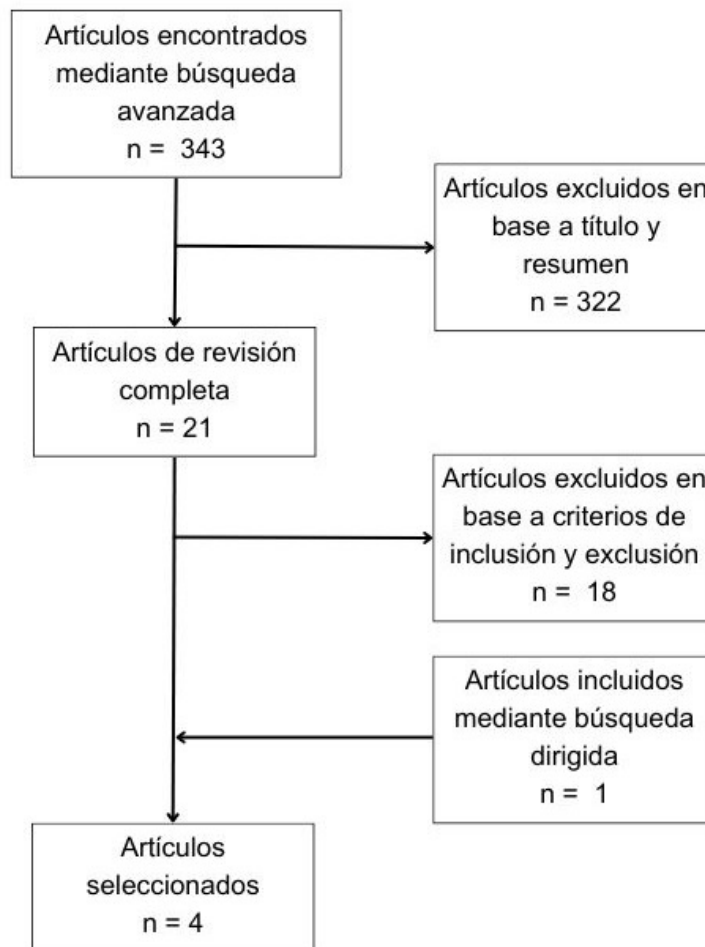 Artículos encontrados
mediante búsqueda
avanzada
n = 343
Artículos excluidos en
base a título y
resumen
n = 322
Artículos de revisión
completa
n = 21
Artículos excluidos en
base a criterios de
inclusión y exclusión
n = 18
Artículos incluidos
mediante búsqueda
dirigida
n = 1
Artículos
seleccionados
n = 4